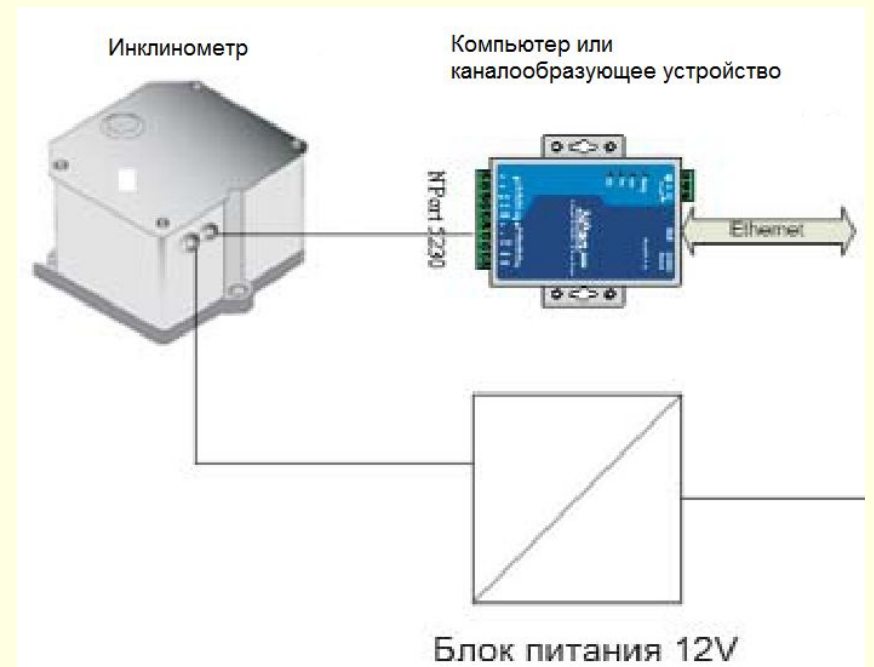 Инклинометр
Компьютер или
каналообразующее устройство
NPort 5230
Ethernet
Блок питания 12V